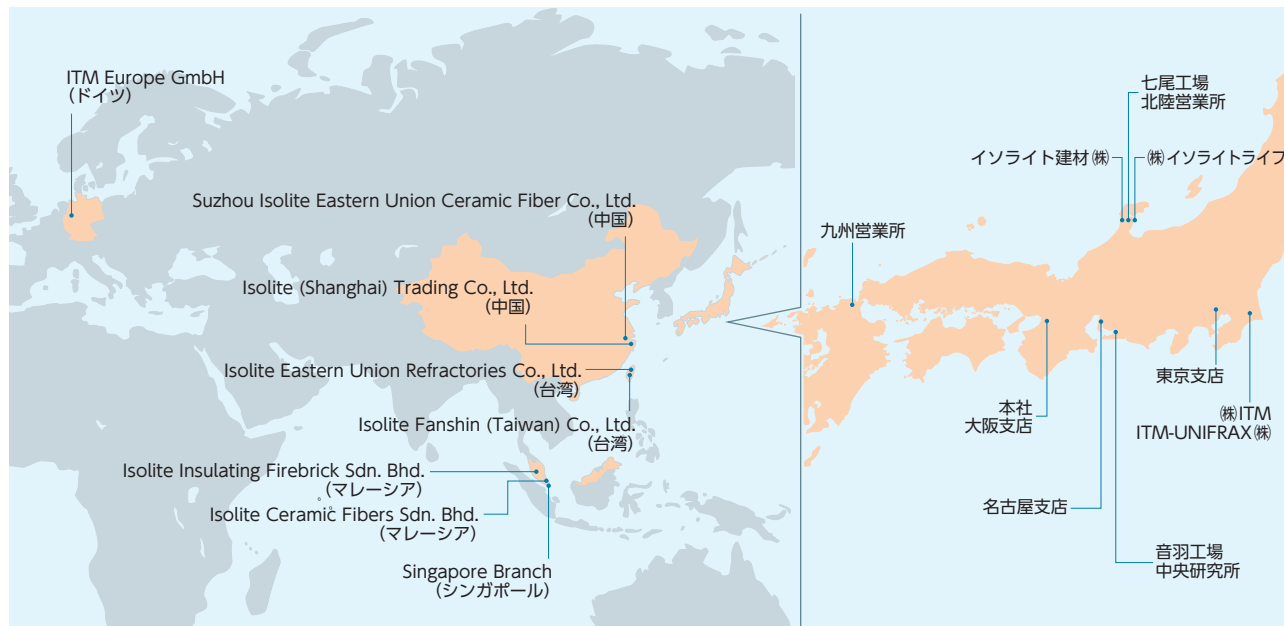 ITM Europe GmbH
（ドイツ）
Suzhou Isolite Eastern Union Ceramic Fiber Co., Ltd.
（中国）
Isolite (Shanghai) Trading Co., Ltd.
（中国）
Isolite Eastern Union Refractories Co., Ltd.
（台湾）
Isolite Fanshin (Taiwan) Co., Ltd.
（台湾）
Isolite Insulating Firebrick Sdn. Bhd.
（マレーシア）
Isolite Ceramic Fibers Sdn. Bhd.
（マレーシア）
Singapore Branch
（シンガポール）
七尾工場
北陸営業所
イソライト建材㈱
㈱イソライトライフ
九州営業所
東京支店
本社
大阪支店
㈱ITM
ITM-UNIFRAX㈱
名古屋支店
音羽工場
中央研究所